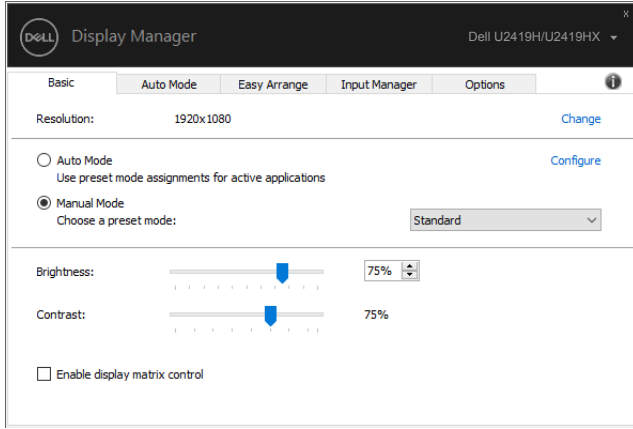 DELL Display Manager
x
Dell U2419H/U2419HX
Basic Auto Mode Easy Arrange Input Manager Options i
Resolution: 1920x1080 Change
Auto Mode Configure
Use preset mode assignments for active applications
Manual Mode
Choose a preset mode: Standard
Brightness: 75%
Contrast: 75%
Enable display matrix control